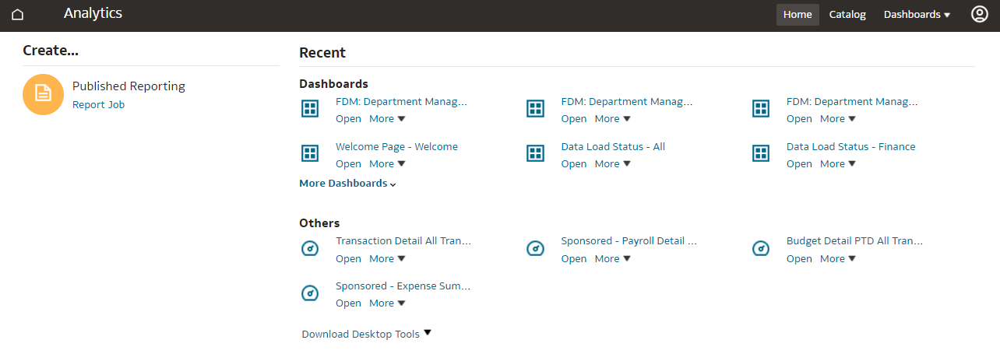 Analytics
Home Catalog Dashboards
Create...
Published Reporting
Report Job
Recent
Dashboards
FDM: Department Manag...
Open More
FDM: Department Manag...
Open More
FDM: Department Manag...
Open More
Welcome Page - Welcome
Open More
Data Load Status - All
Open More
Data Load Status - Finance
Open More
More Dashboards
Others
Transaction Detail All Tran...
Open More
Sponsored - Payroll Detail ...
Open More
Budget Detail PTD All Tran...
Open More
Sponsored - Expense Sum...
Open More
Download Desktop Tools